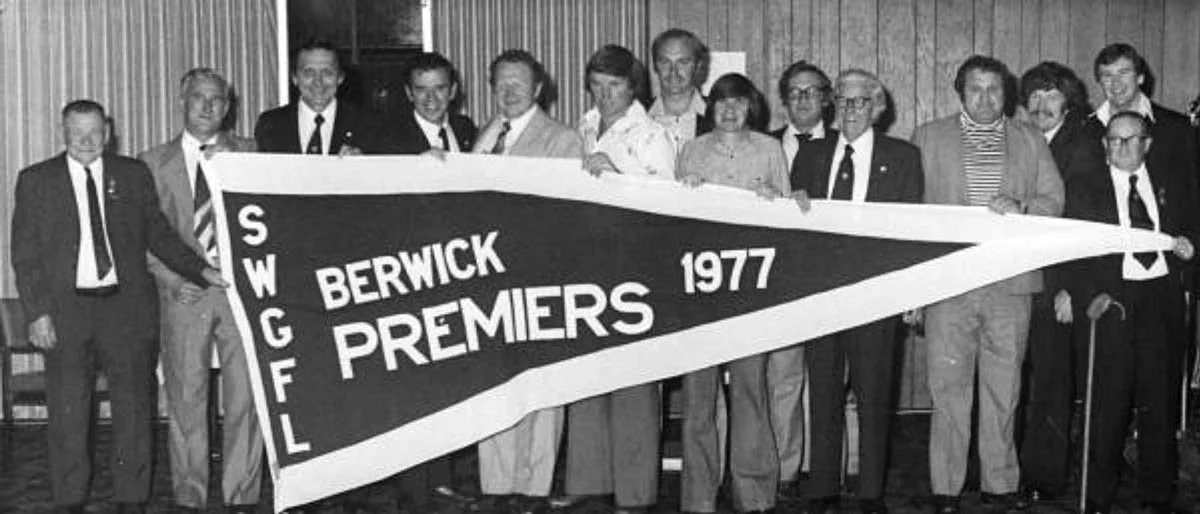 SWGFL
BERWICK
PREMIERS
1977